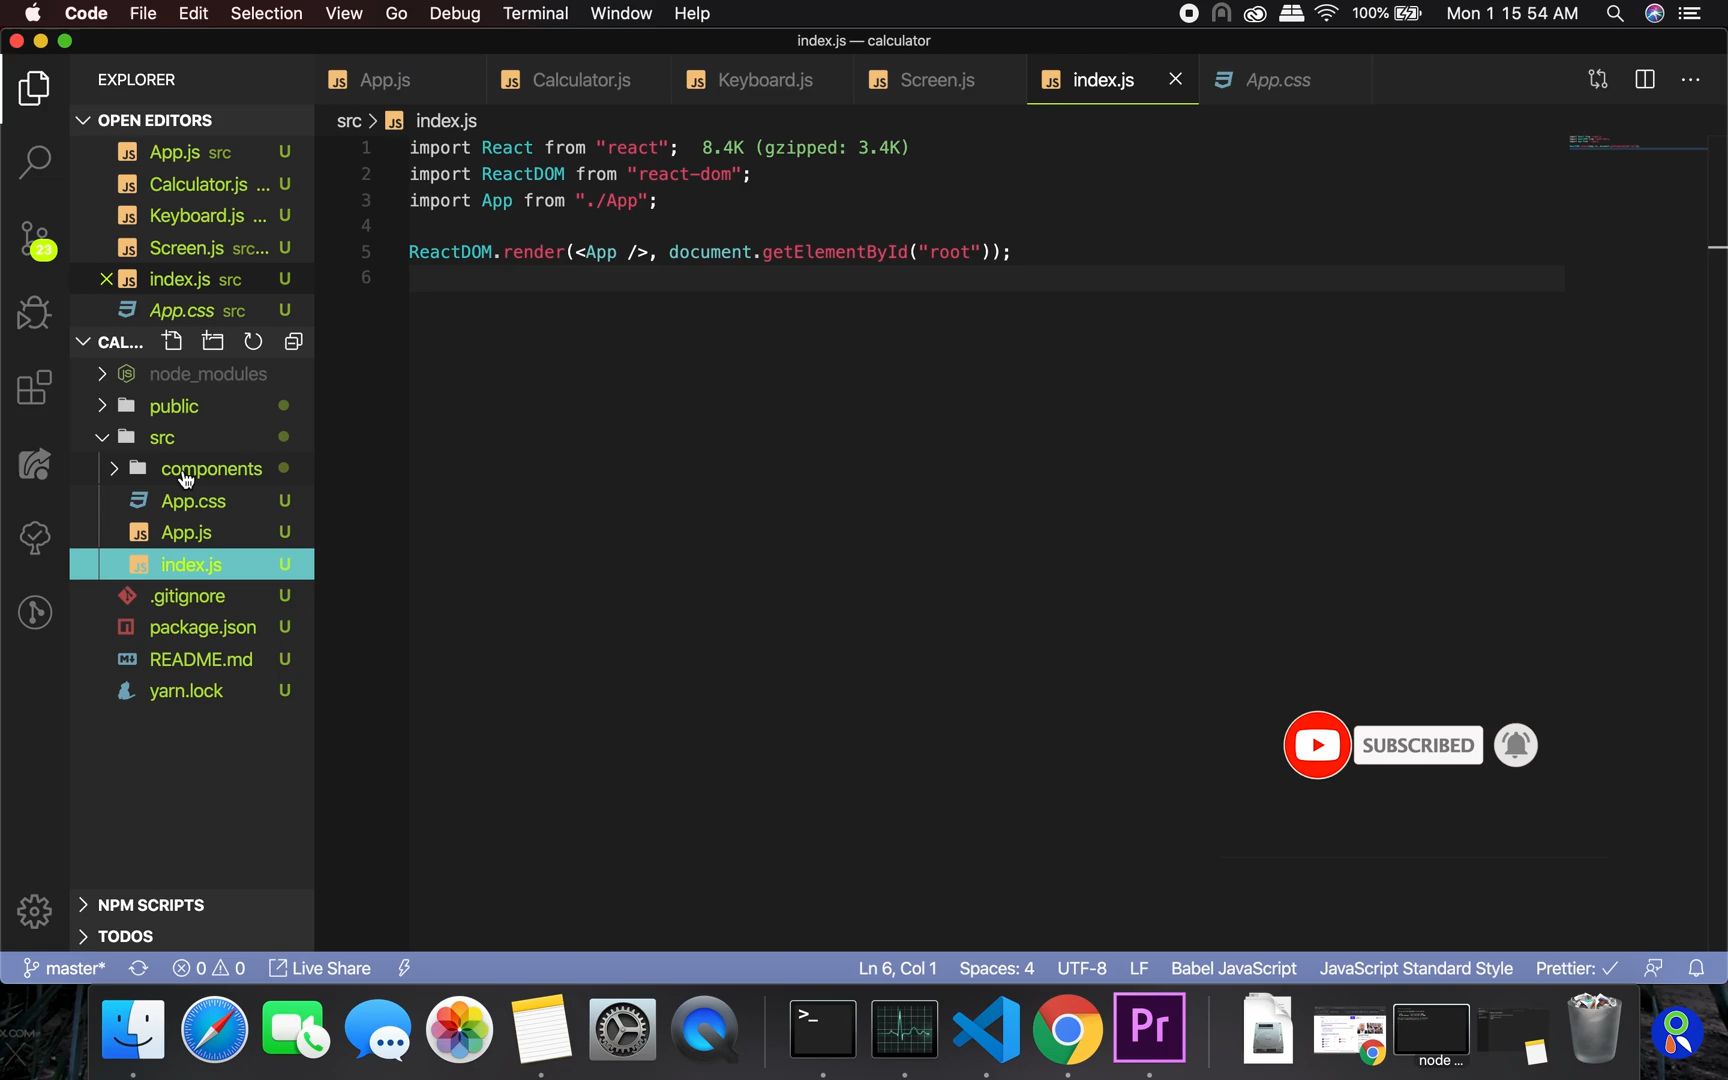 Code File Edit Selection View Go Debug Terminal Window Help 100% Mon 1 15 54 AM
index.js — calculator
EXPLORER
App.js Calculator.js Keyboard.js Screen.js index.js App.css
OPEN EDITORS
src > index.js
App.js src U
Calculator.js ... U
Keyboard.js ... U
Screen.js src... U
index.js src U
App.css src U
CAL...
node_modules
public
src
components
App.css U
App.js U
index.js U
.gitignore U
package.json U
README.md U
yarn.lock U
NPM SCRIPTS
TODOS
23
1 import React from "react"; 8.4K (gzipped: 3.4K)
2 import ReactDOM from "react-dom";
3 import App from "./App";
4
5 ReactDOM.render(<App />, document.getElementById("root"));
6
SUBSCRIBED
master* 0 0 Live Share Ln 6, Col 1 Spaces: 4 UTF-8 LF Babel JavaScript JavaScript Standard Style Prettier: ✓
Pr
node ...